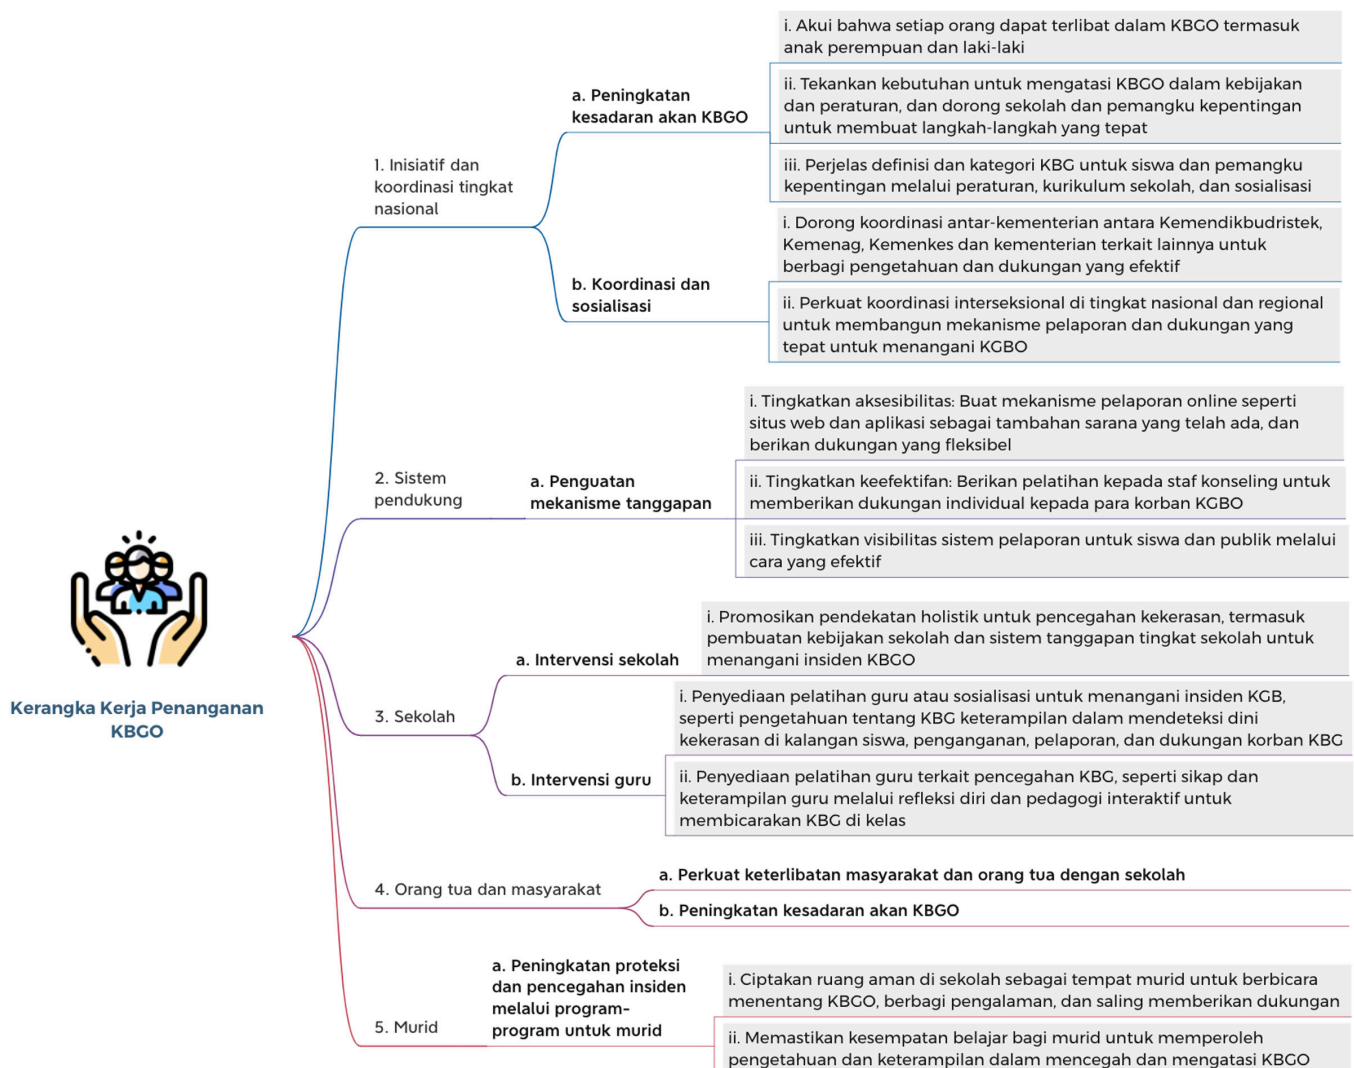 Kerangka Kerja Penanganan
KBGO
1. Inisiatif dan
koordinasi tingkat
nasional
a. Peningkatan
kesadaran akan KBGO
i. Akui bahwa setiap orang dapat terlibat dalam KBGO termasuk
anak perempuan dan laki-laki
ii. Tekankan kebutuhan untuk mengatasi KBGO dalam kebijakan
dan peraturan, dan dorong sekolah dan pemangku kepentingan
untuk membuat langkah-langkah yang tepat
iii. Perjelas definisi dan kategori KBG untuk siswa dan pemangku
kepentingan melalui peraturan, kurikulum sekolah, dan sosialisasi
b. Koordinasi dan
sosialisasi
i. Dorong koordinasi antar-kementerian antara Kemendikbudristek,
Kemenag, Kemenkes dan kementerian terkait lainnya untuk
berbagi pengetahuan dan dukungan yang efektif
ii. Perkuat koordinasi interseksional di tingkat nasional dan regional
untuk membangun mekanisme pelaporan dan dukungan yang
tepat untuk menangani KGBO
2. Sistem
pendukung
a. Penguatan
mekanisme tanggapan
i. Tingkatkan aksesibilitas: Buat mekanisme pelaporan online seperti
situs web dan aplikasi sebagai tambahan sarana yang telah ada, dan
berikan dukungan yang fleksibel
ii. Tingkatkan keefektifan: Berikan pelatihan kepada staf konseling untuk
memberikan dukungan individual kepada para korban KGBO
iii. Tingkatkan visibilitas sistem pelaporan untuk siswa dan publik melalui
cara yang efektif
3. Sekolah
a. Intervensi sekolah
i. Promosikan pendekatan holistik untuk pencegahan kekerasan, termasuk
pembuatan kebijakan sekolah dan sistem tanggapan tingkat sekolah untuk
menangani insiden KBGO
b. Intervensi guru
i. Penyediaan pelatihan guru atau sosialisasi untuk menangani insiden KGB,
seperti pengetahuan tentang KBG keterampilan dalam mendeteksi dini
kekerasan di kalangan siswa, penganganan, pelaporan, dan dukungan korban KBG
ii. Penyediaan pelatihan guru terkait pencegahan KBG, seperti sikap dan
keterampilan guru melalui refleksi diri dan pedagogi interaktif untuk
membicarakan KBG di kelas
4. Orang tua dan masyarakat
a. Perkuat keterlibatan masyarakat dan orang tua dengan sekolah
b. Peningkatan kesadaran akan KBGO
5. Murid
a. Peningkatan proteksi
dan pencegahan insiden
melalui program-
program untuk murid
i. Ciptakan ruang aman di sekolah sebagai tempat murid untuk berbicara
menentang KBGO, berbagi pengalaman, dan saling memberikan dukungan
ii. Memastikan kesempatan belajar bagi murid untuk memperoleh
pengetahuan dan keterampilan dalam mencegah dan mengatasi KBGO